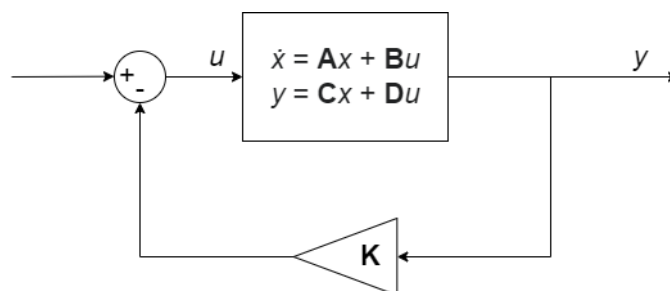 u
y
+
-
ẋ = Ax + Bu
y = Cx + Du
K